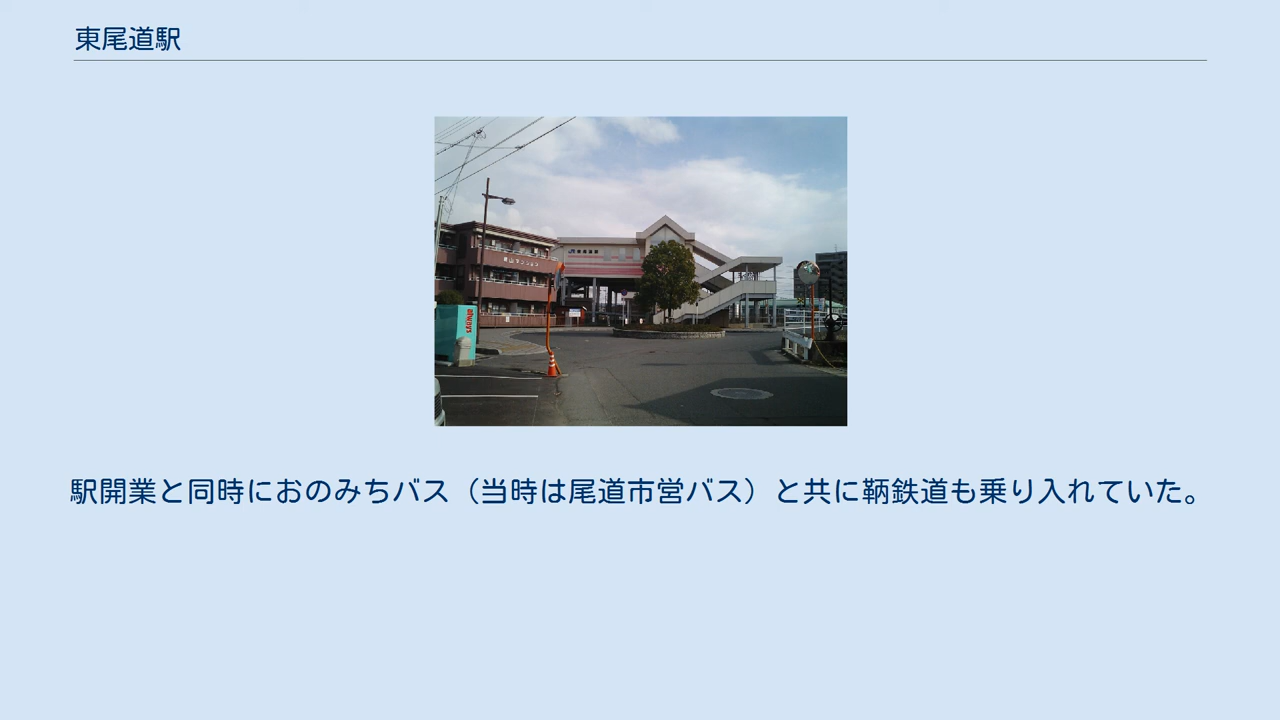 東尾道駅
always
駅開業と同時におのみちバス（当時は尾道市営バス）と共に鞆鉄道も乗り入れていた。